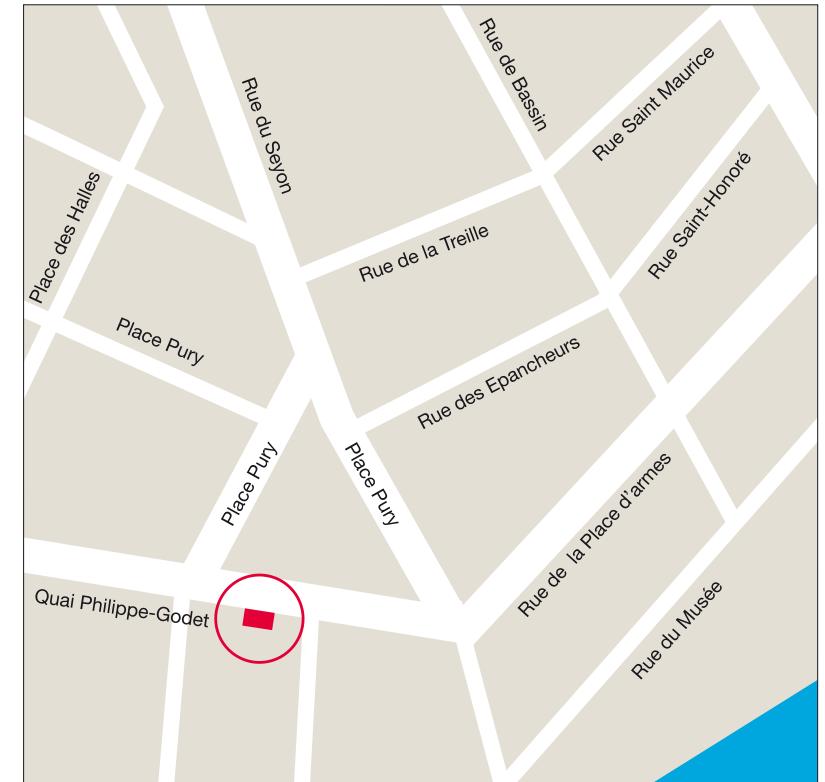 Rue de Bassin
Rue Saint Maurice
Rue du Seyon
Rue Saint-Honoré
Place des Halles
Rue de la Treille
Place Pury
Rue des Epancheurs
Place Pury
Place Pury
Rue de la Place d'armes
Quai Philippe-Godet
Rue du Musée